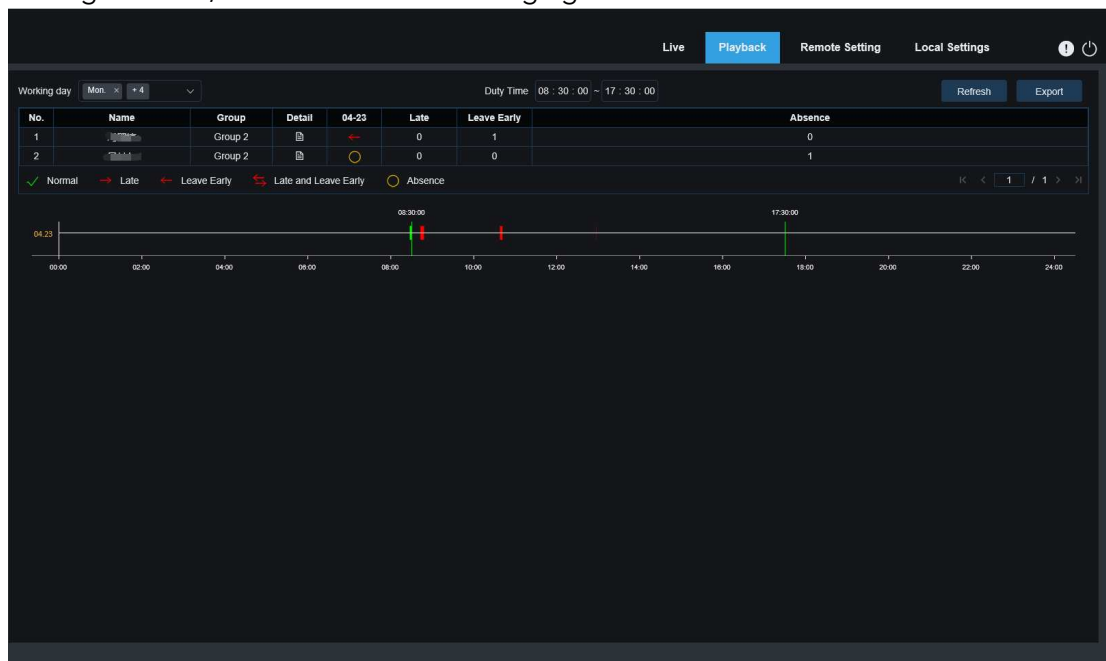 Live Playback Remote Setting Local Settings
Working day Mon. × + 4 Duty Time 08 : 30 : 00 ~ 17 : 30 : 00 Refresh Export
No. Name Group Detail 04-23 Late Leave Early Absence
1 Group 2 0 1 0
2 Group 2 0 0 1
Normal Late Leave Early Late and Leave Early Absence 1 / 1
08:30:00 17:30:00
04.23
00:00 02:00 04:00 06:00 08:00 10:00 12:00 14:00 16:00 18:00 20:00 22:00 24:00